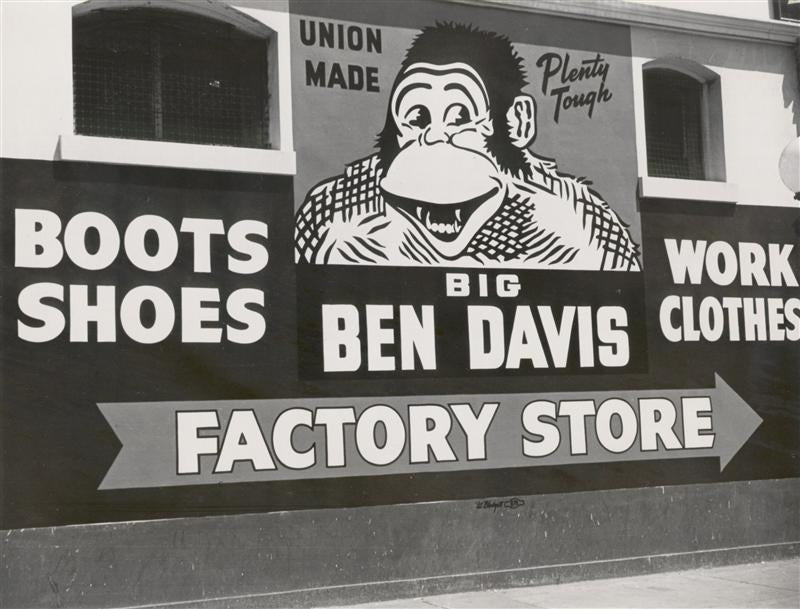 UNION
MADE
Plenty
Tough
BOOTS
SHOES
BIG
BEN DAVIS
WORK
CLOTHES
FACTORY STORE